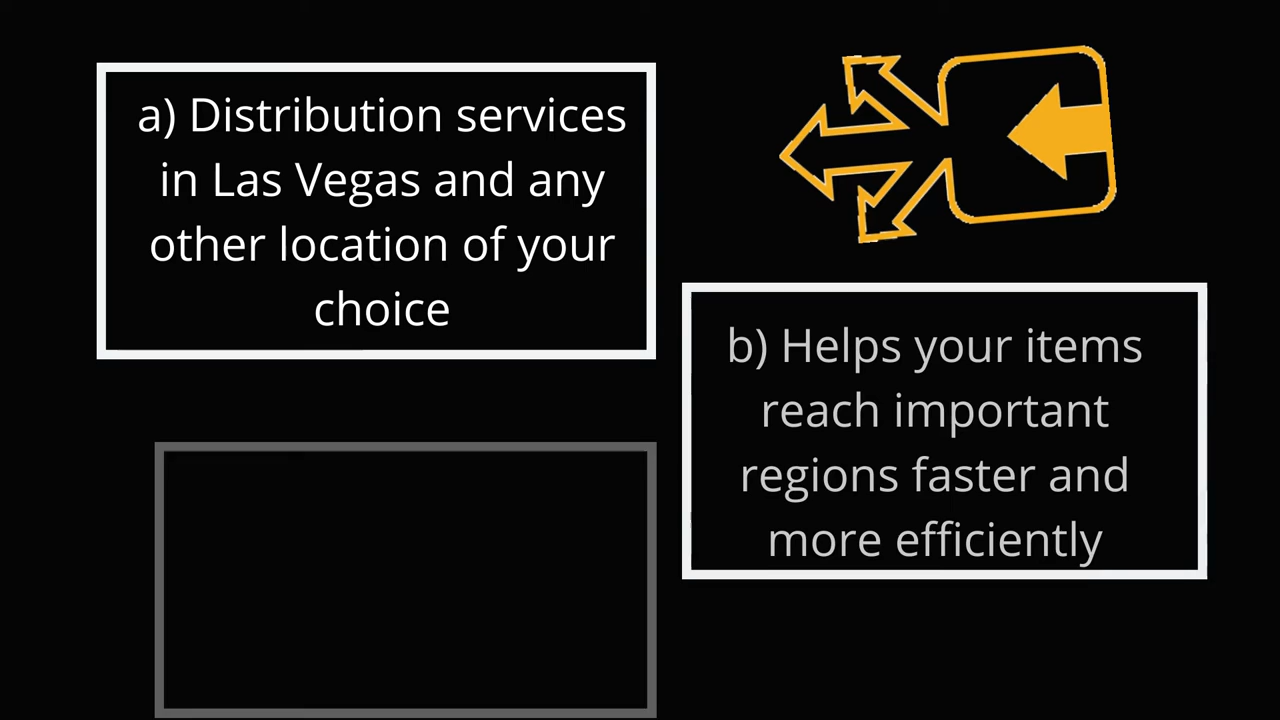 a) Distribution services
in Las Vegas and any
other location of your
choice
b) Helps your items
reach important
regions faster and
more efficiently